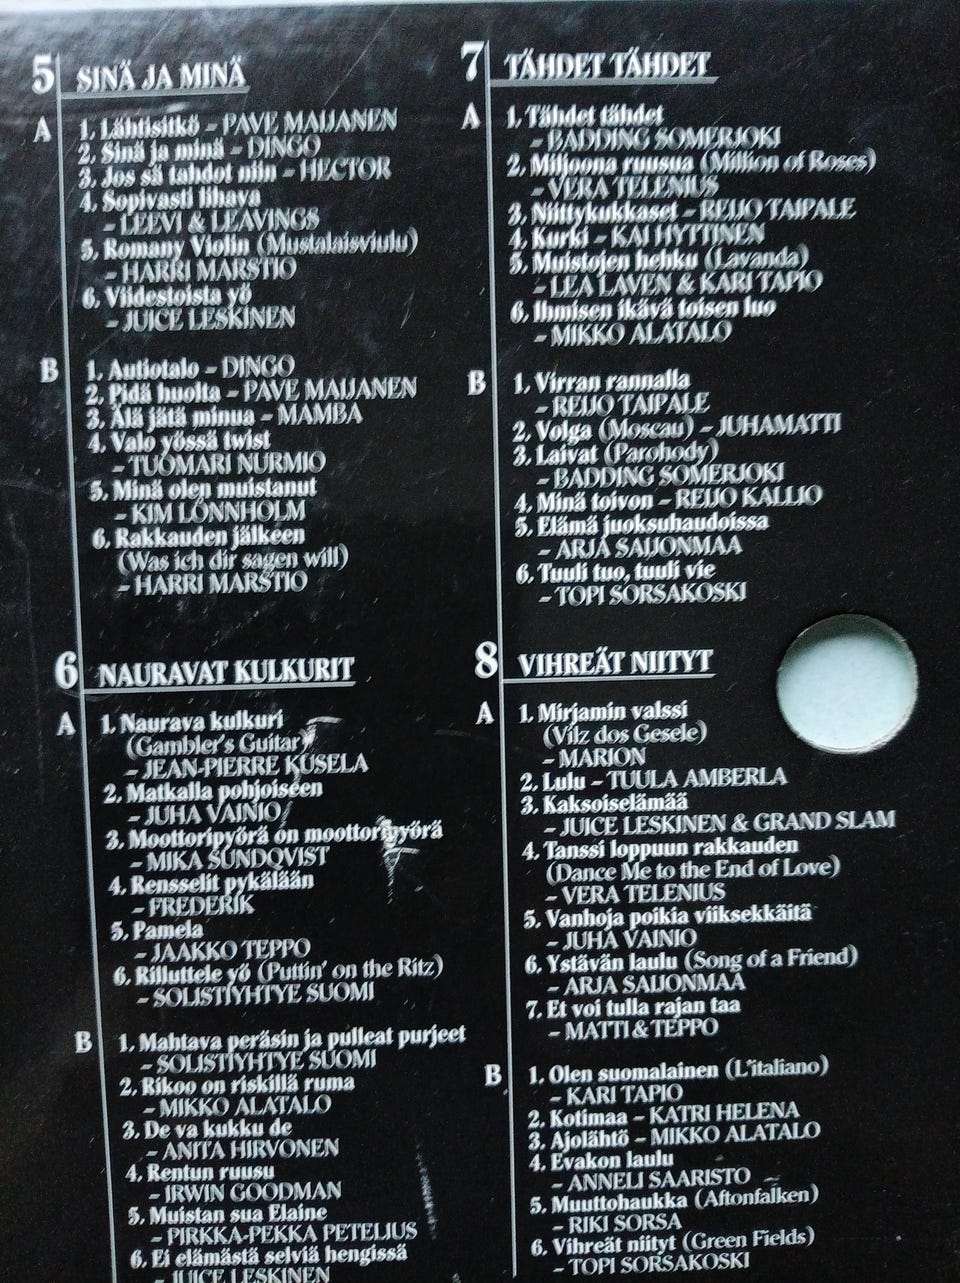 5 SINÄ JA MINÄ
A 1. Lähtisitkö – PAVE MAIJANEN
2. Sinä ja minä – DINGO
3. Jos sä tahdot niin – HECTOR
4. Sopivasti lihava
– LEEVI & LEAVINGS
5. Romany Violin (Mustalaisviulu)
– HARRI MARSTIO
6. Viidestoista yö
– JUICE LESKINEN
B 1. Autiotalo – DINGO
2. Pidä huolta – PAVE MAIJANEN
3. Älä jätä minua – MAMBA
4. Valo yössä twist
– TUOMARI NURMIO
5. Minä olen muistanut
– KIM LÖNNHOLM
6. Rakkauden jälkeen
(Was ich dir sagen will)
– HARRI MARSTIO
6 NAURAVAT KULKURIT
A 1. Naurava kulkuri
(Gambler's Guitar)
– JEAN-PIERRE KUSELA
2. Matkalla pohjoiseen
– JUHA VAINIO
3. Moottoripyörä on moottoripyörä
– MIKA SUNDQVIST
4. Rensselit pykälään
– FREDERIK
5. Pamela
– JAAKKO TEPPO
6. Rilluttele yö (Puttin' on the Ritz)
– SOLISTIYHTYE SUOMI
B 1. Mahtava peräsin ja pulleat purjeet
– SOLISTIYHTYE SUOMI
2. Rikoo on riskillä ruma
– MIKKO ALATALO
3. De va kukku de
– ANITA HIRVONEN
4. Rentun ruusu
– IRWIN GOODMAN
5. Muistan sua Elaine
– PIRKKA-PEKKA PETELIUS
6. Ei elämästä selviä hengissä
– JUICE LESKINEN
7 TÄHDET TÄHDET
A 1. Tähdet tähdet
– BADDING SOMERJOKI
2. Miljoona ruusua (Million of Roses)
– VERA TELENIUS
3. Niittykukkaset – REIJO TAIPALE
4. Kurki – KAI HYTTINEN
5. Muistojen hehku (Lavanda)
– LEA LAVEN & KARI TAPIO
6. Ihmisen ikävä toisen luo
– MIKKO ALATALO
B 1. Virran rannalla
– REIJO TAIPALE
2. Volga (Moscau) – JUHAMATTI
3. Laivat (Parohody)
– BADDING SOMERJOKI
4. Minä toivon – REIJO KALLIO
5. Elämä juoksuhaudoissa
– ARJA SAIJONMAA
6. Tuuli tuo, tuuli vie
– TOPI SORSAKOSKI
8 VIHREÄT NIITYT
A 1. Mirjamin valssi
(Vilz dos Gesele)
– MARION
2. Lulu – TUULA AMBERLA
3. Kaksoiselämää
– JUICE LESKINEN & GRAND SLAM
4. Tanssi loppuun rakkauden
(Dance Me to the End of Love)
– VERA TELENIUS
5. Vanhoja poikia viiksekkäitä
– JUHA VAINIO
6. Ystävän laulu (Song of a Friend)
– ARJA SAIJONMAA
7. Et voi tulla rajan taa
– MATTI & TEPPO
B 1. Olen suomalainen (L'italiano)
– KARI TAPIO
2. Kotimaa – KATRI HELENA
3. Ajolähtö – MIKKO ALATALO
4. Evakon laulu
– ANNELI SAARISTO
5. Muuttohaukka (Aftonfalken)
– RIKI SORSA
6. Vihreät niityt (Green Fields)
– TOPI SORSAKOSKI